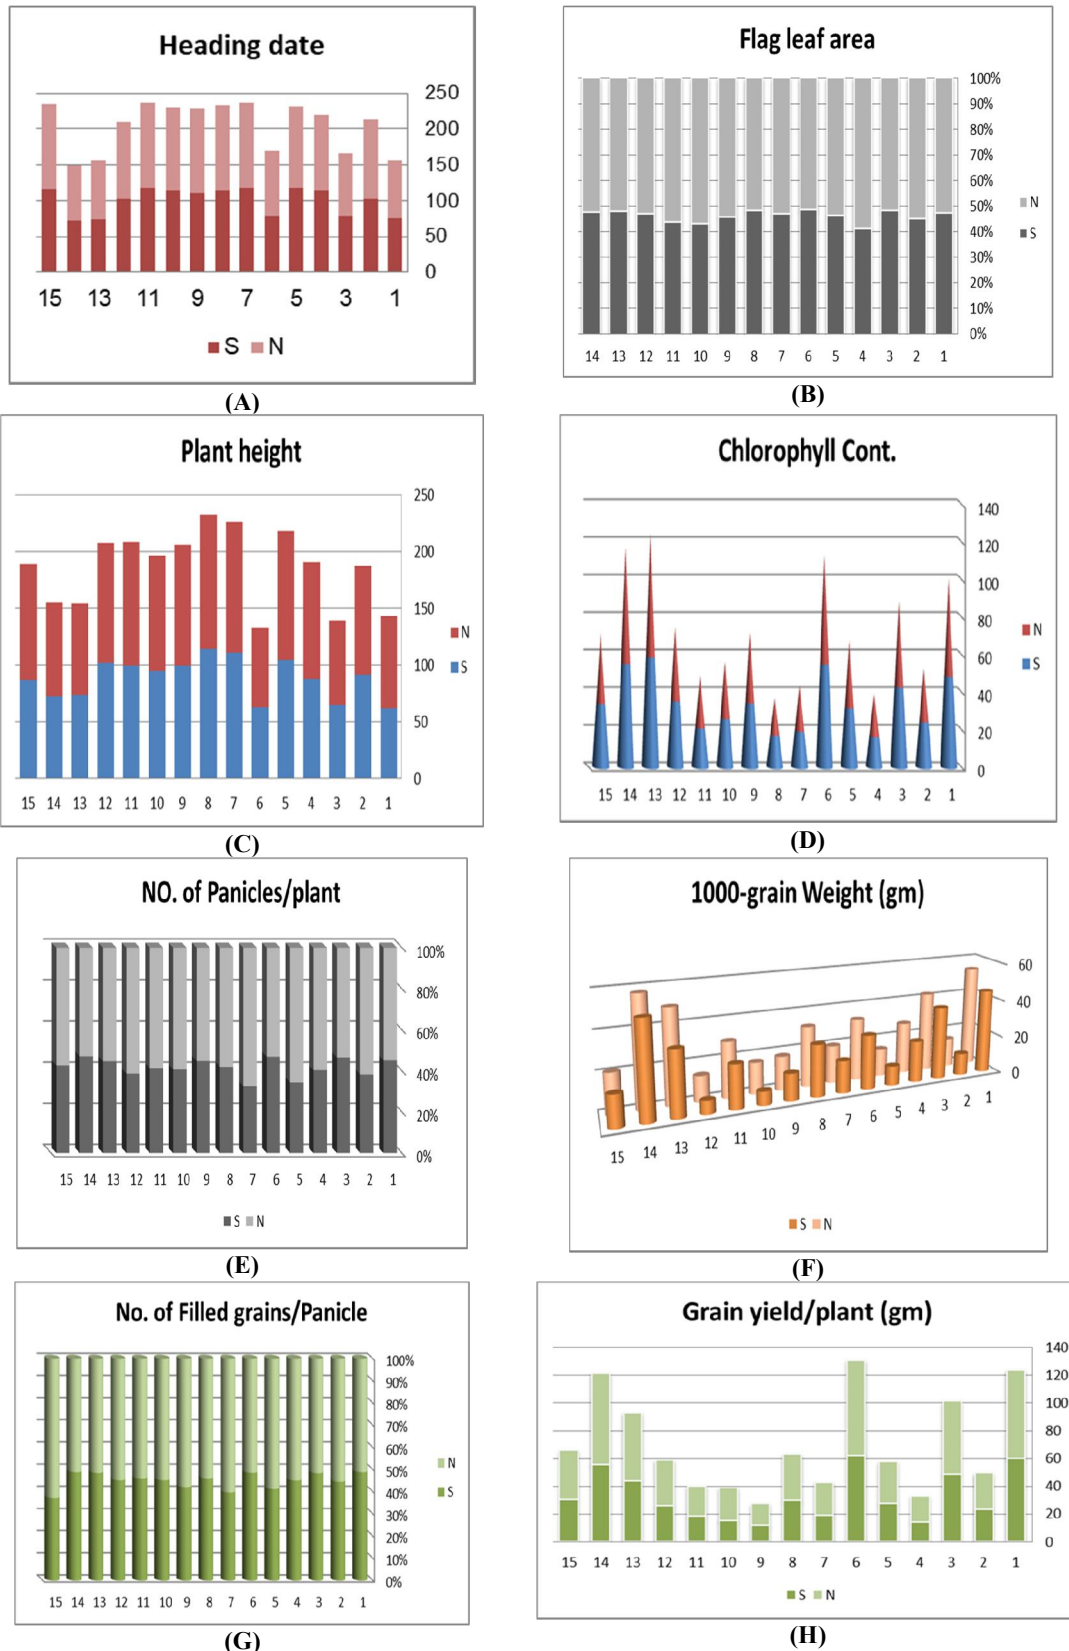 Heading date
250
200
150
100
50
0
15 13 11 9 7 5 3 1
S N
(A)
Flag leaf area
100%
90%
80%
70%
60%
50%
40%
30%
20%
10%
0%
N
S
14 13 12 11 10 9 8 7 6 5 4 3 2 1
(B)
Plant height
250
200
150
100
50
0
N
S
15 14 13 12 11 10 9 8 7 6 5 4 3 2 1
(C)
Chlorophyll Cont.
140
120
100
80
60
40
20
0
N
S
15 14 13 12 11 10 9 8 7 6 5 4 3 2 1
(D)
NO. of Panicles/plant
100%
80%
60%
40%
20%
0%
15 14 13 12 11 10 9 8 7 6 5 4 3 2 1
S N
(E)
1000-grain Weight (gm)
60
40
20
0
15 14 13 12 11 10 9 8 7 6 5 4 3 2 1
S N
(F)
No. of Filled grains/Panicle
100%
90%
80%
70%
60%
50%
40%
30%
20%
10%
0%
N
S
15 14 13 12 11 10 9 8 7 6 5 4 3 2 1
(G)
Grain yield/plant (gm)
140
120
100
80
60
40
20
0
15 14 13 12 11 10 9 8 7 6 5 4 3 2 1
S N
(H)